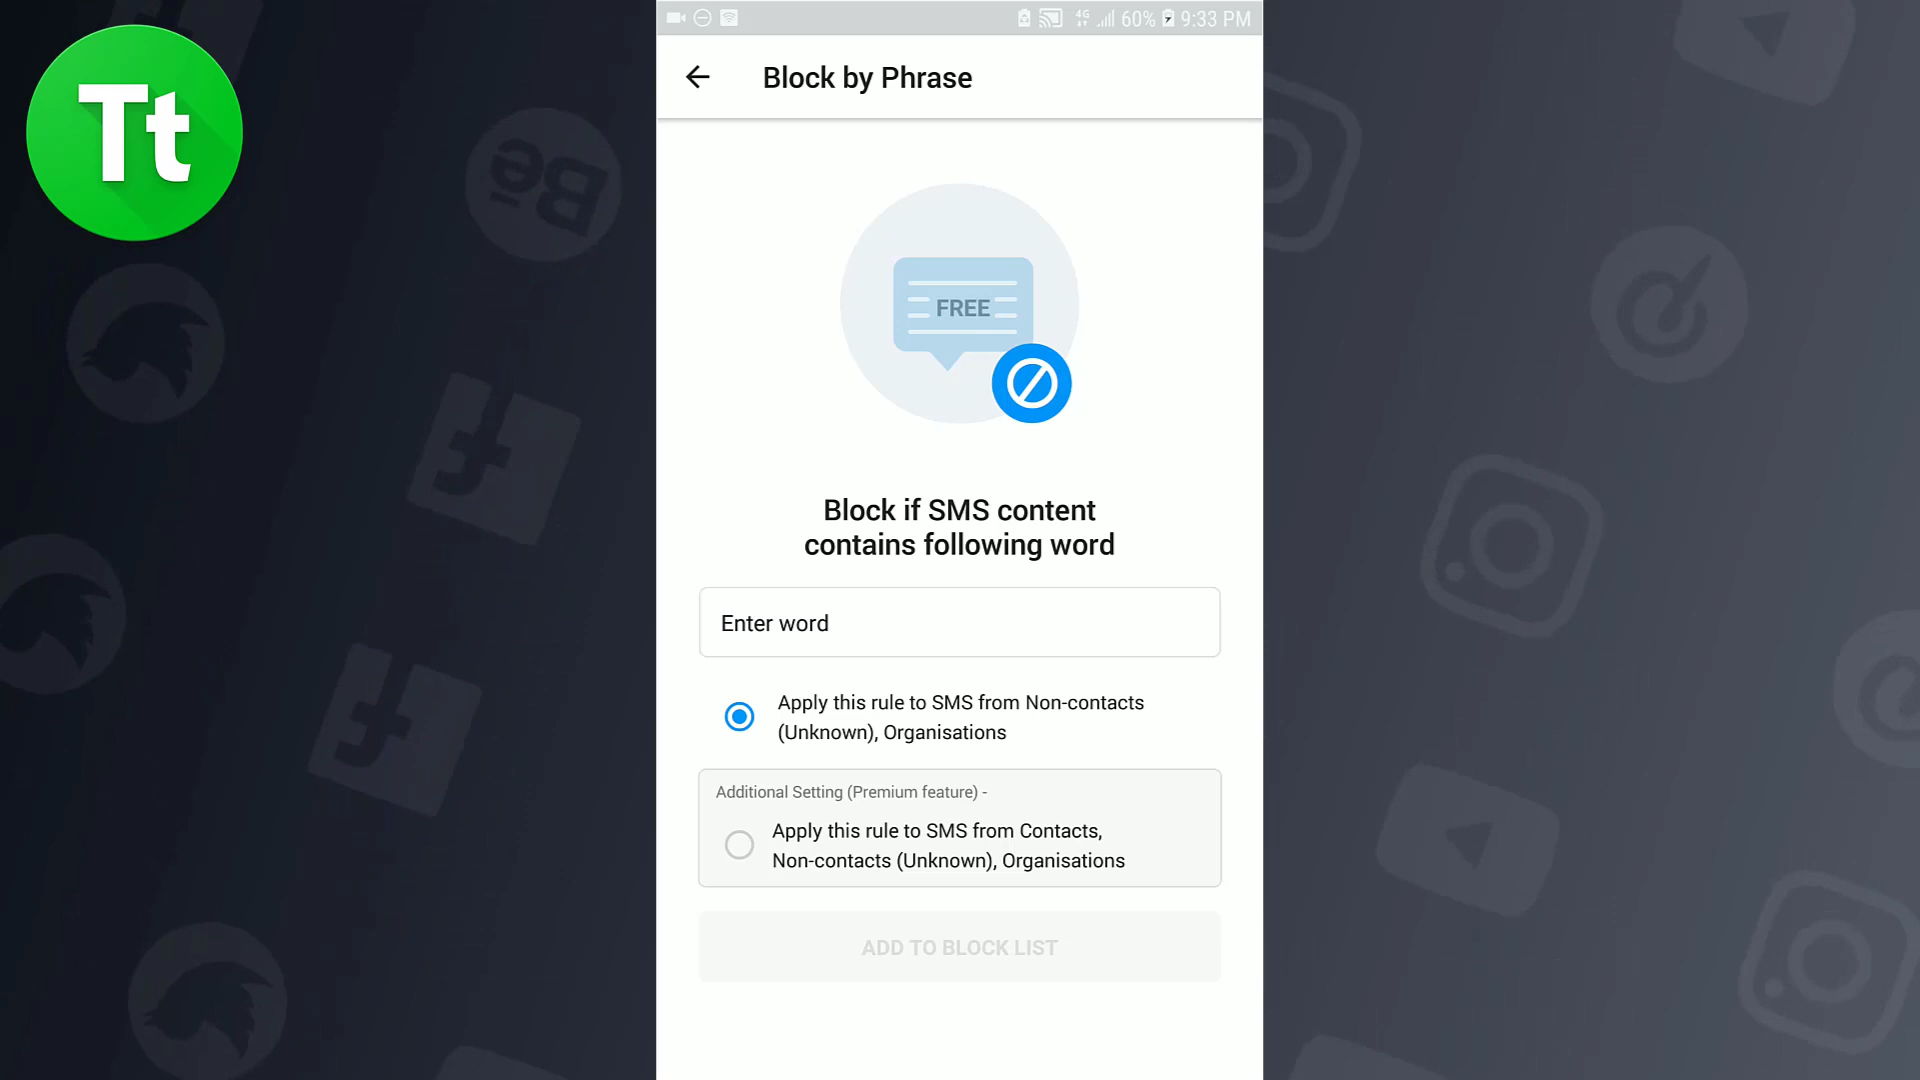 Tt
4G 60% 9:33 PM
Block by Phrase
FREE
Bē
Block if SMS content
contains following word
Enter word
Apply this rule to SMS from Non-contacts
(Unknown), Organisations
Additional Setting (Premium feature) -
Apply this rule to SMS from Contacts,
Non-contacts (Unknown), Organisations
ADD TO BLOCK LIST